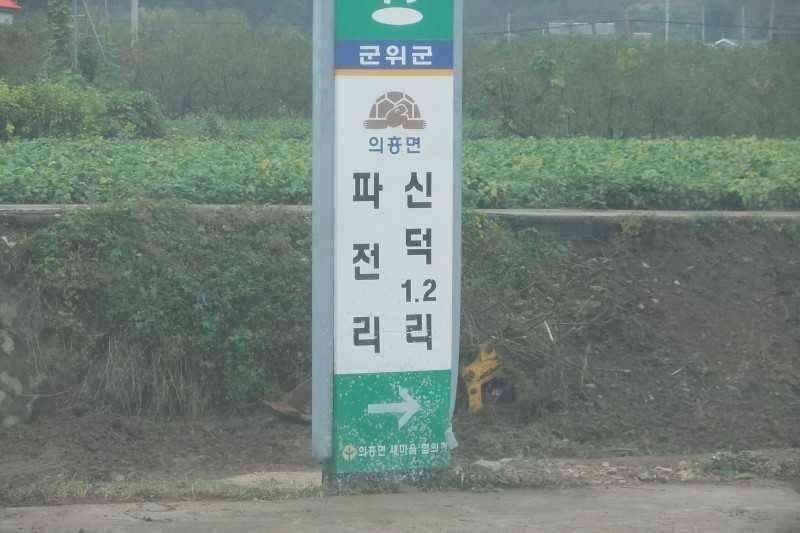 군위군
의흥면
파전리
신덕1.2리
의흥면 새마을 협의회